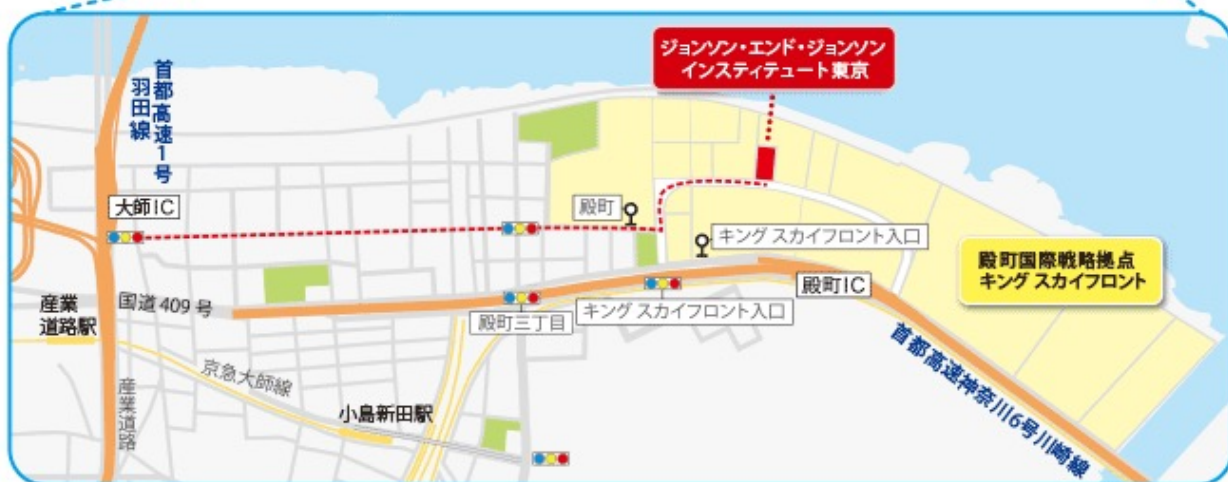 ジョンソン・エンド・ジョンソン
インスティテュート東京
首都高速1号
羽田線
大師IC
殿町
キング スカイフロント入口
殿町国際戦略拠点
キング スカイフロント
殿町IC
産業
道路駅
国道409号
殿町三丁目
キング スカイフロント入口
首都高速神奈川6号川崎線
京急大師線
産業道路
小島新田駅